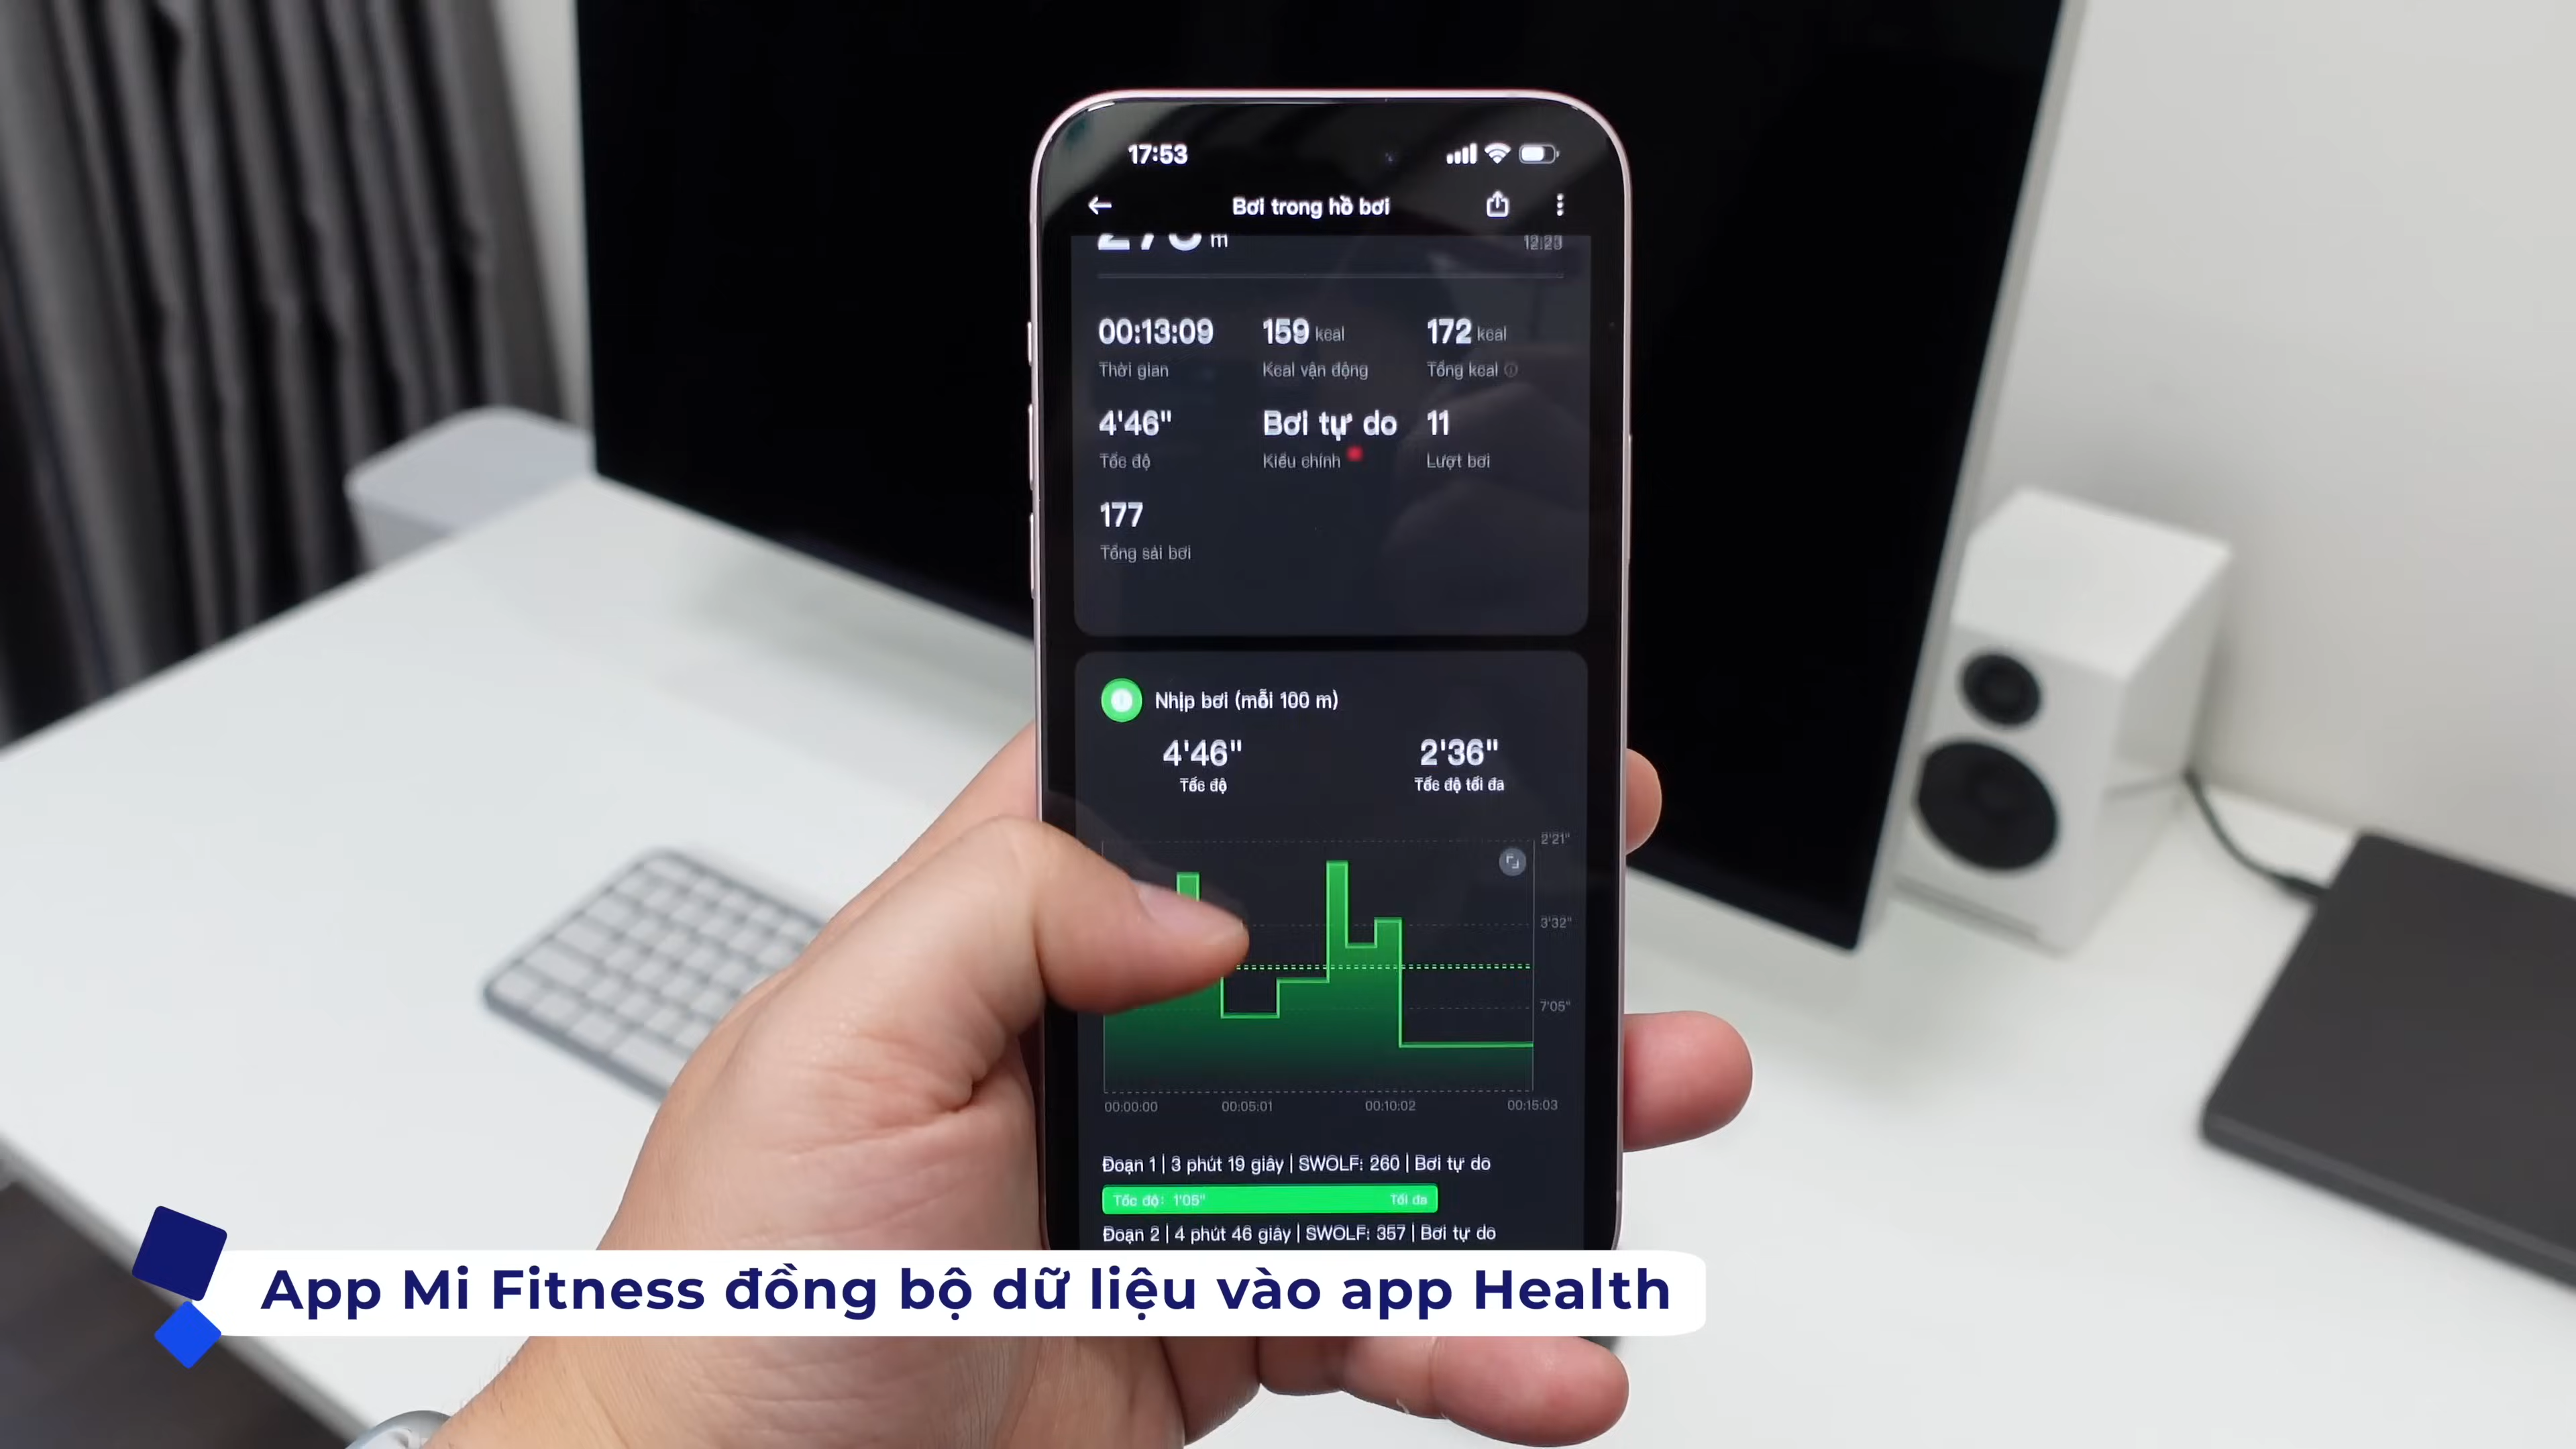 17:53
Bơi trong hồ bơi
m
00:13:09 159 kcal 172 kcal
Thời gian Kcal vận động Tổng kcal
4'46" Bơi tự do 11
Tốc độ Kiểu chính Lượt bơi
177
Tổng sải bơi
Nhịp bơi (mỗi 100 m)
4'46" 2'36"
Tốc độ Tốc độ tối đa
2'21"
3'32"
7'05"
00:00:00 00:05:01 00:10:02 00:15:03
Đoạn 1 | 3 phút 19 giây | SWOLF: 260 | Bơi tự do
Tốc độ: 1'05" Tối đa
Đoạn 2 | 4 phút 46 giây | SWOLF: 357 | Bơi tự do
App Mi Fitness đồng bộ dữ liệu vào app Health